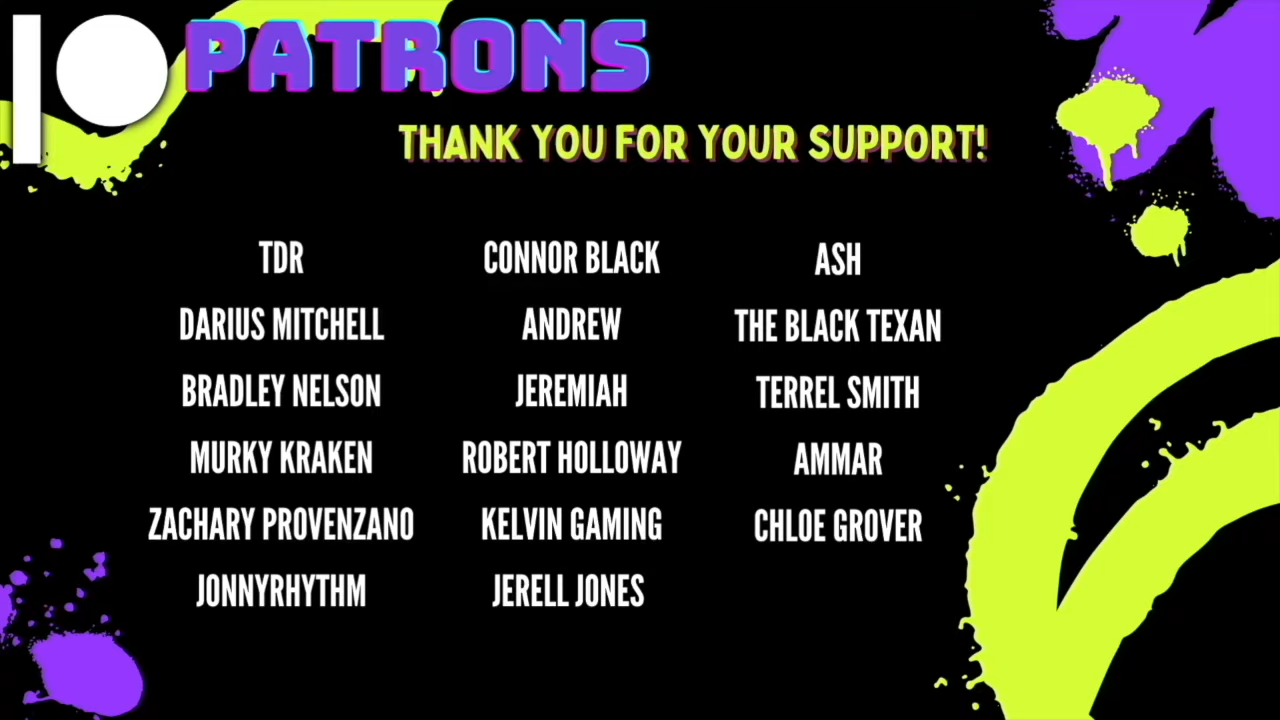 PATRONS
THANK YOU FOR YOUR SUPPORT!
TDR
DARIUS MITCHELL
BRADLEY NELSON
MURKY KRAKEN
ZACHARY PROVENZANO
JONNYRHYTHM
CONNOR BLACK
ANDREW
JEREMIAH
ROBERT HOLLOWAY
KELVIN GAMING
JERELL JONES
ASH
THE BLACK TEXAN
TERREL SMITH
AMMAR
CHLOE GROVER